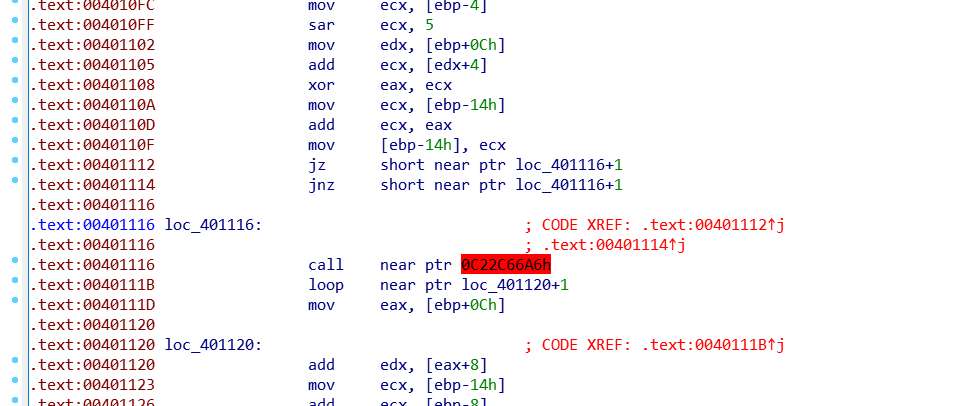 .text:004010FC mov ecx, [ebp-4]
.text:004010FF sar ecx, 5
.text:00401102 mov edx, [ebp+0Ch]
.text:00401105 add ecx, [edx+4]
.text:00401108 xor eax, ecx
.text:0040110A mov ecx, [ebp-14h]
.text:0040110D add ecx, eax
.text:0040110F mov [ebp-14h], ecx
.text:00401112 jz short near ptr loc_401116+1
.text:00401114 jnz short near ptr loc_401116+1
.text:00401116
.text:00401116 loc_401116: ; CODE XREF: .text:00401112↑j
.text:00401116 ; .text:00401114↑j
.text:00401116 call near ptr 0C22C66A6h
.text:0040111B loop near ptr loc_401120+1
.text:0040111D mov eax, [ebp+0Ch]
.text:00401120
.text:00401120 loc_401120: ; CODE XREF: .text:0040111B↑j
.text:00401120 add edx, [eax+8]
.text:00401123 mov ecx, [ebp-14h]
.text:00401126 add ecx, [ebp-8]